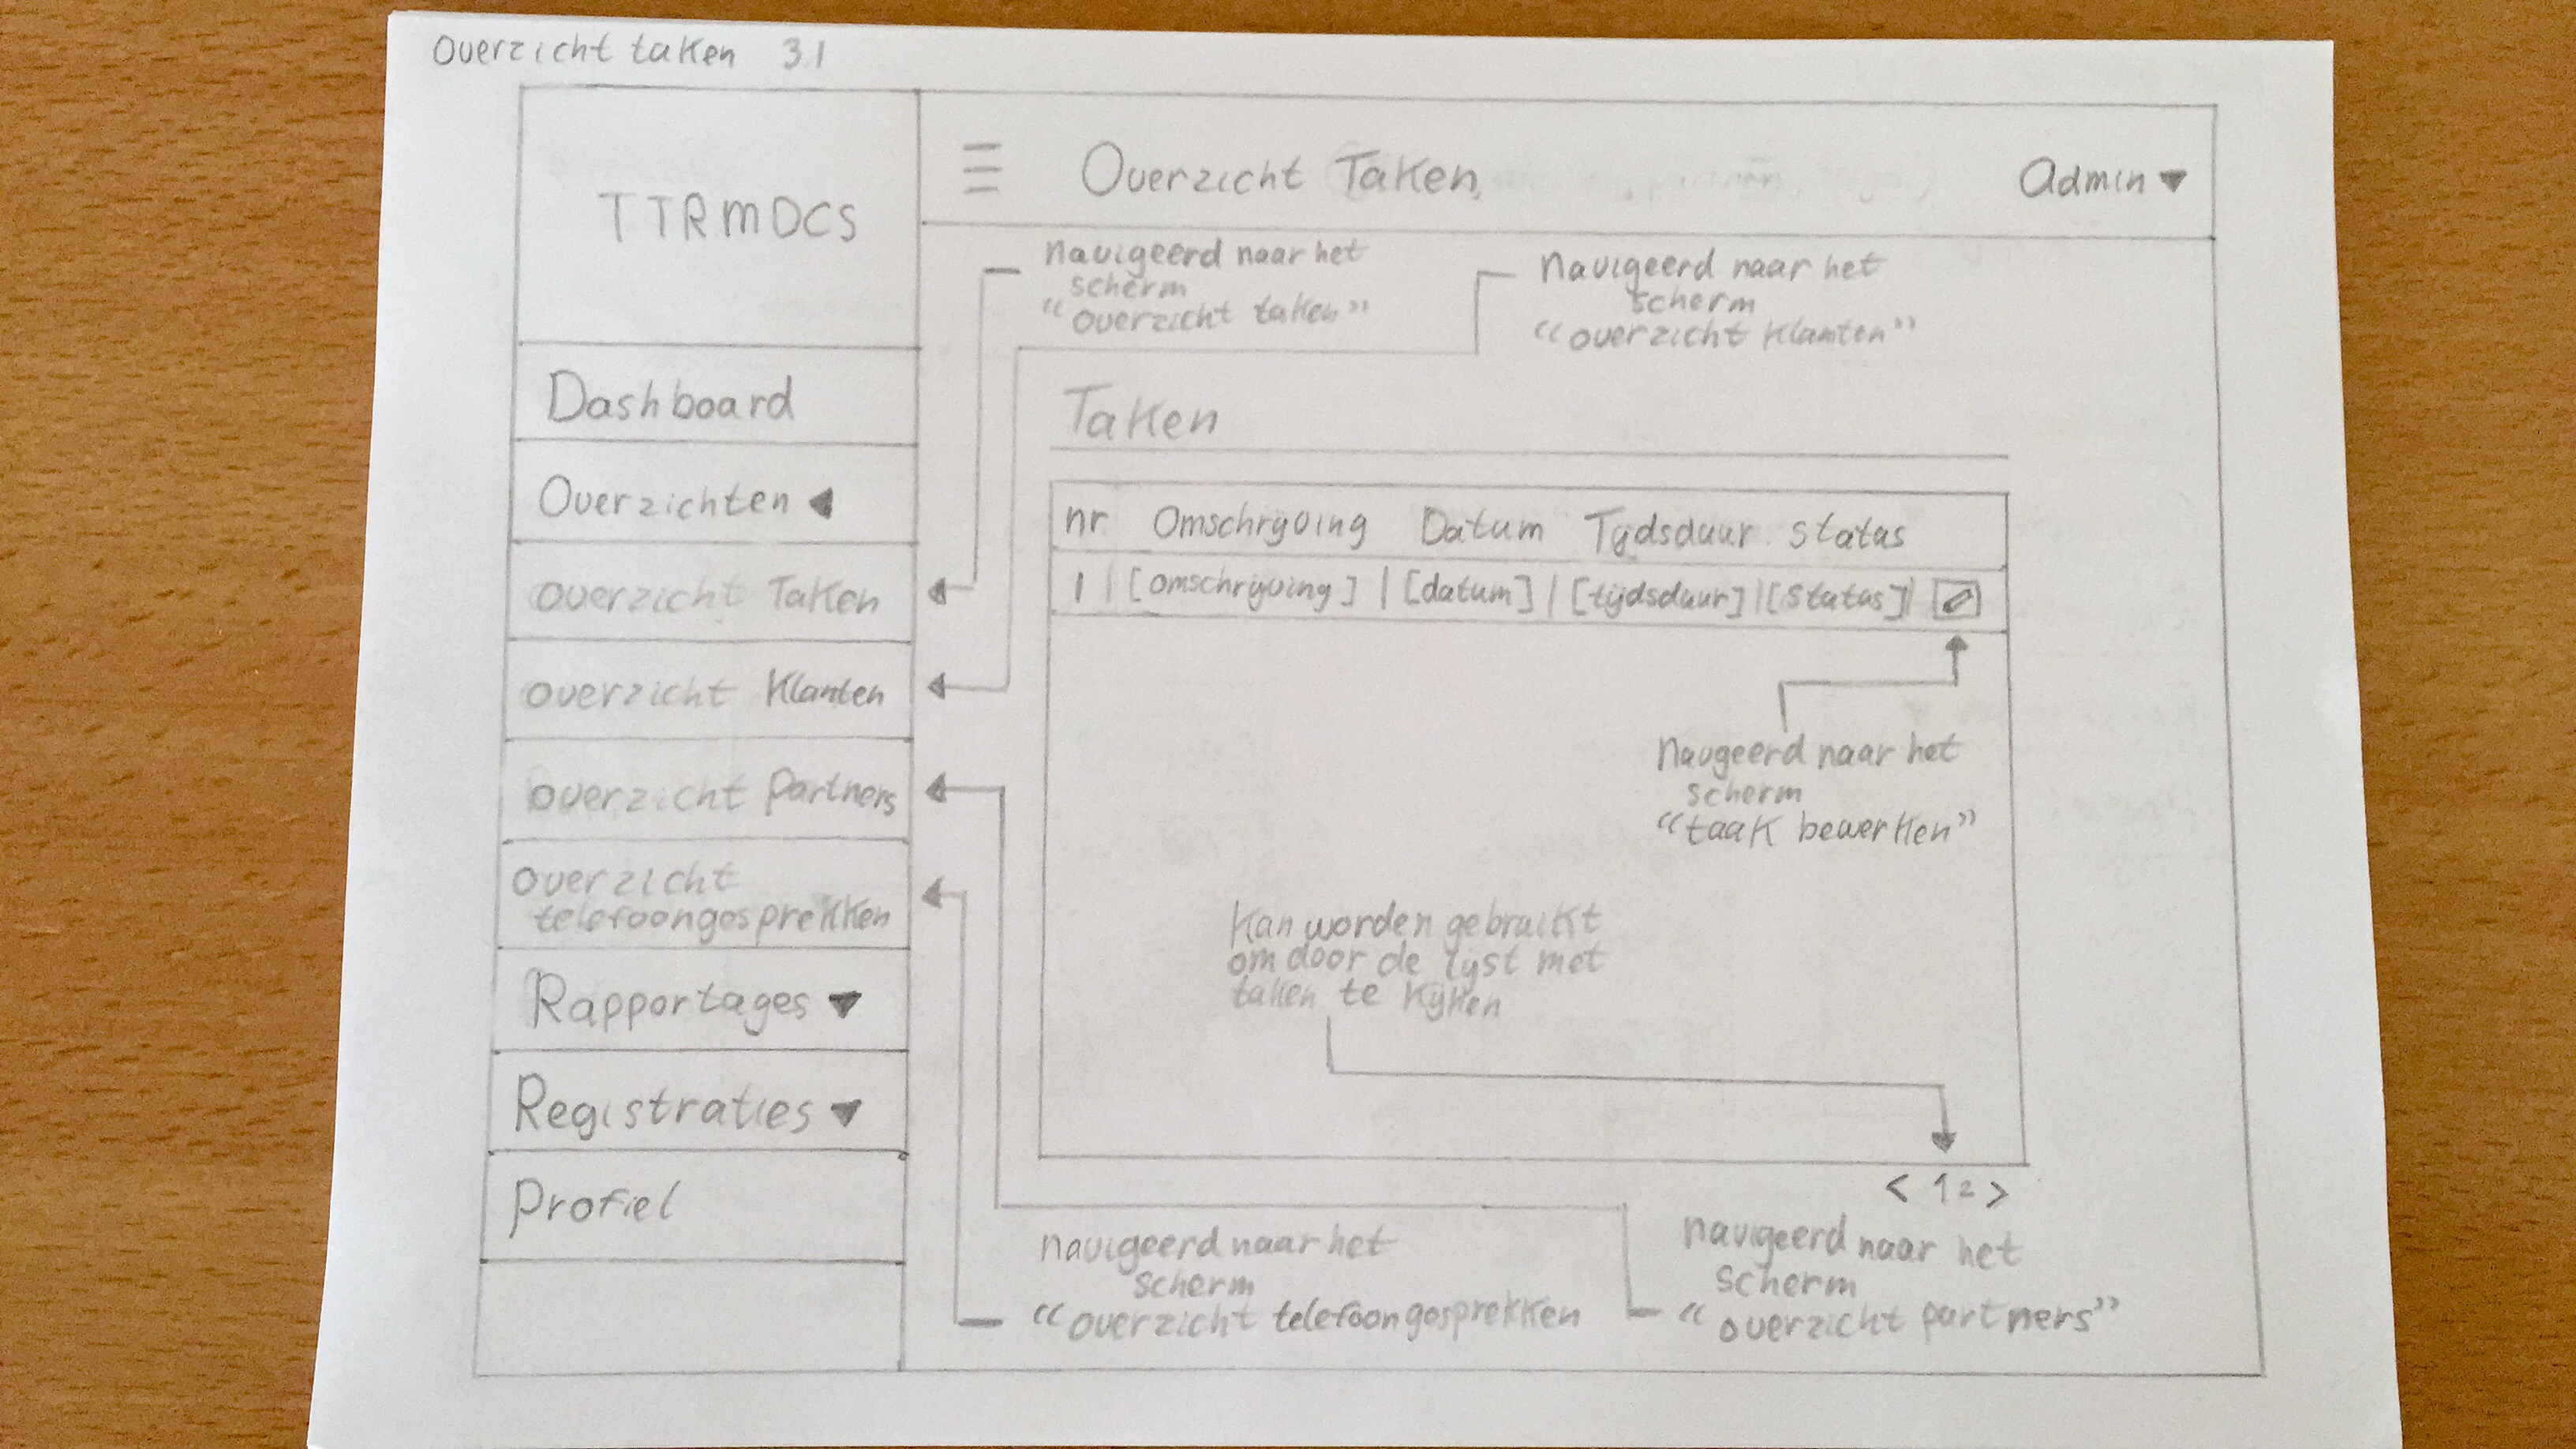 Overzicht taken 3.1
TTRMDCS
Overzicht Taken,
Admin
navigeerd naar het
scherm
"overzicht taken"
navigeerd naar het
scherm
"overzicht klanten"
Dashboard
Overzichten
overzicht Taken
overzicht Klanten
overzicht partners
overzicht
telefoongesprekken
Rapportages
Registraties
Profiel
Taken
nr Omschrijving Datum Tijdsduur status
1 | [omschrijving] | [datum] | [tijdsduur] | [status] |
navgeerd naar het
scherm
"taak bewerken"
kan worden gebruikt
om door de lijst met
taken te kijken
< 1 2 >
navigeerd naar het
scherm
"overzicht telefoongesprekken
navigeerd naar het
scherm
"overzicht partners"